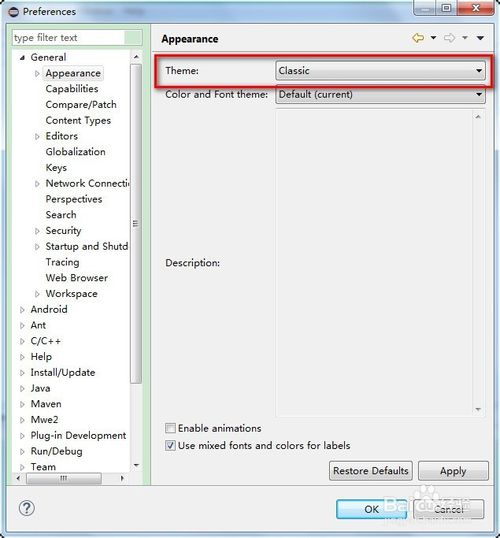 Preferences
type filter text
General
Appearance
Capabilities
Compare/Patch
Content Types
Editors
Globalization
Keys
Network Connectio
Perspectives
Search
Security
Startup and Shutd
Tracing
Web Browser
Workspace
Android
Ant
C/C++
Help
Install/Update
Java
Maven
Mwe2
Plug-in Development
Run/Debug
Team
Appearance
Theme: Classic
Color and Font theme: Default (current)
Description:
Enable animations
Use mixed fonts and colors for labels
Restore Defaults Apply
OK Cancel